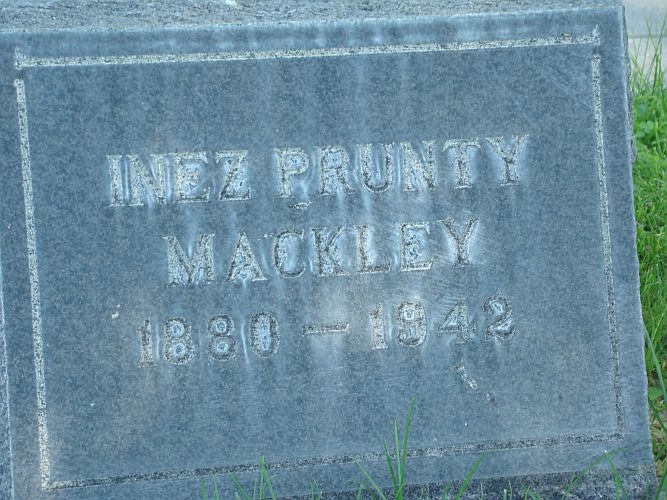 INEZ PRUNTY
MACKLEY
1880 – 1942